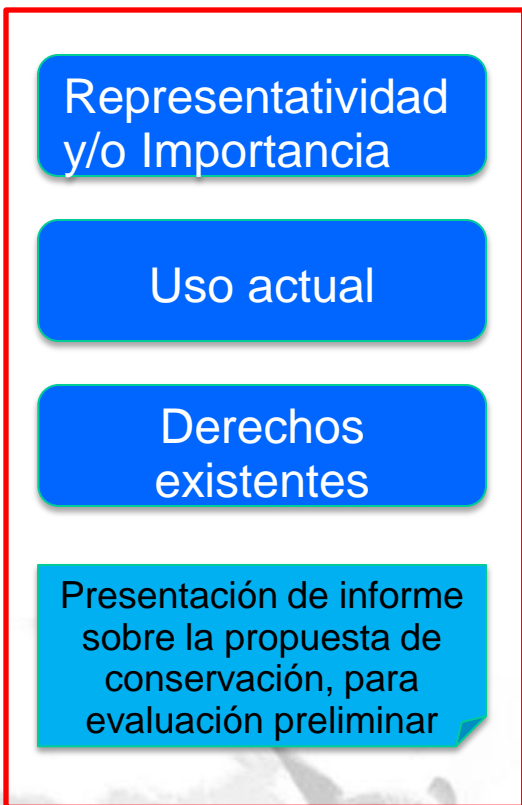 Representatividad
y/o Importancia
Uso actual
Derechos
existentes
Presentación de informe
sobre la propuesta de
conservación, para
evaluación preliminar